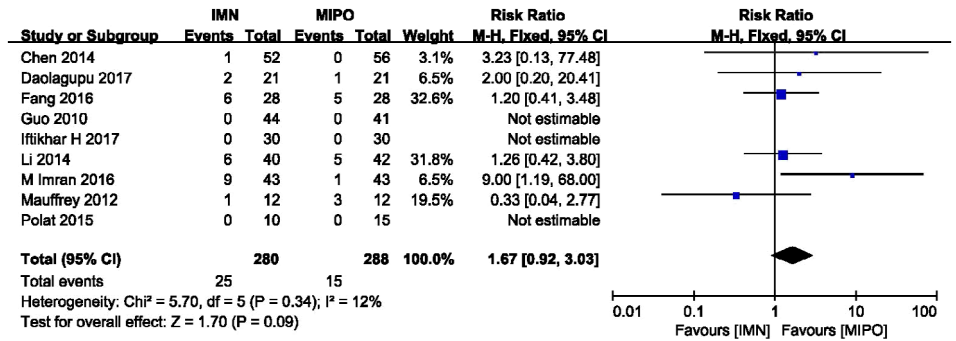 IMN MIPO Risk Ratio Risk Ratio
Study or Subgroup Events Total Events Total Weight M-H, Fixed, 95% CI M-H, Fixed, 95% CI
Chen 2014 1 52 0 56 3.1% 3.23 [0.13, 77.48]
Daolagupu 2017 2 21 1 21 6.5% 2.00 [0.20, 20.41]
Fang 2016 6 28 5 28 32.6% 1.20 [0.41, 3.48]
Guo 2010 0 44 0 41 Not estimable
Iftikhar H 2017 0 30 0 30 Not estimable
Li 2014 6 40 5 42 31.8% 1.26 [0.42, 3.80]
M Imran 2016 9 43 1 43 6.5% 9.00 [1.19, 68.00]
Mauffrey 2012 1 12 3 12 19.5% 0.33 [0.04, 2.77]
Polat 2015 0 10 0 15 Not estimable
Total (95% CI) 280 288 100.0% 1.67 [0.92, 3.03]
Total events 25 15
Heterogeneity: Chi² = 5.70, df = 5 (P = 0.34); I² = 12%
Test for overall effect: Z = 1.70 (P = 0.09)
0.01 0.1 1 10 100
Favours [IMN] Favours [MIPO]